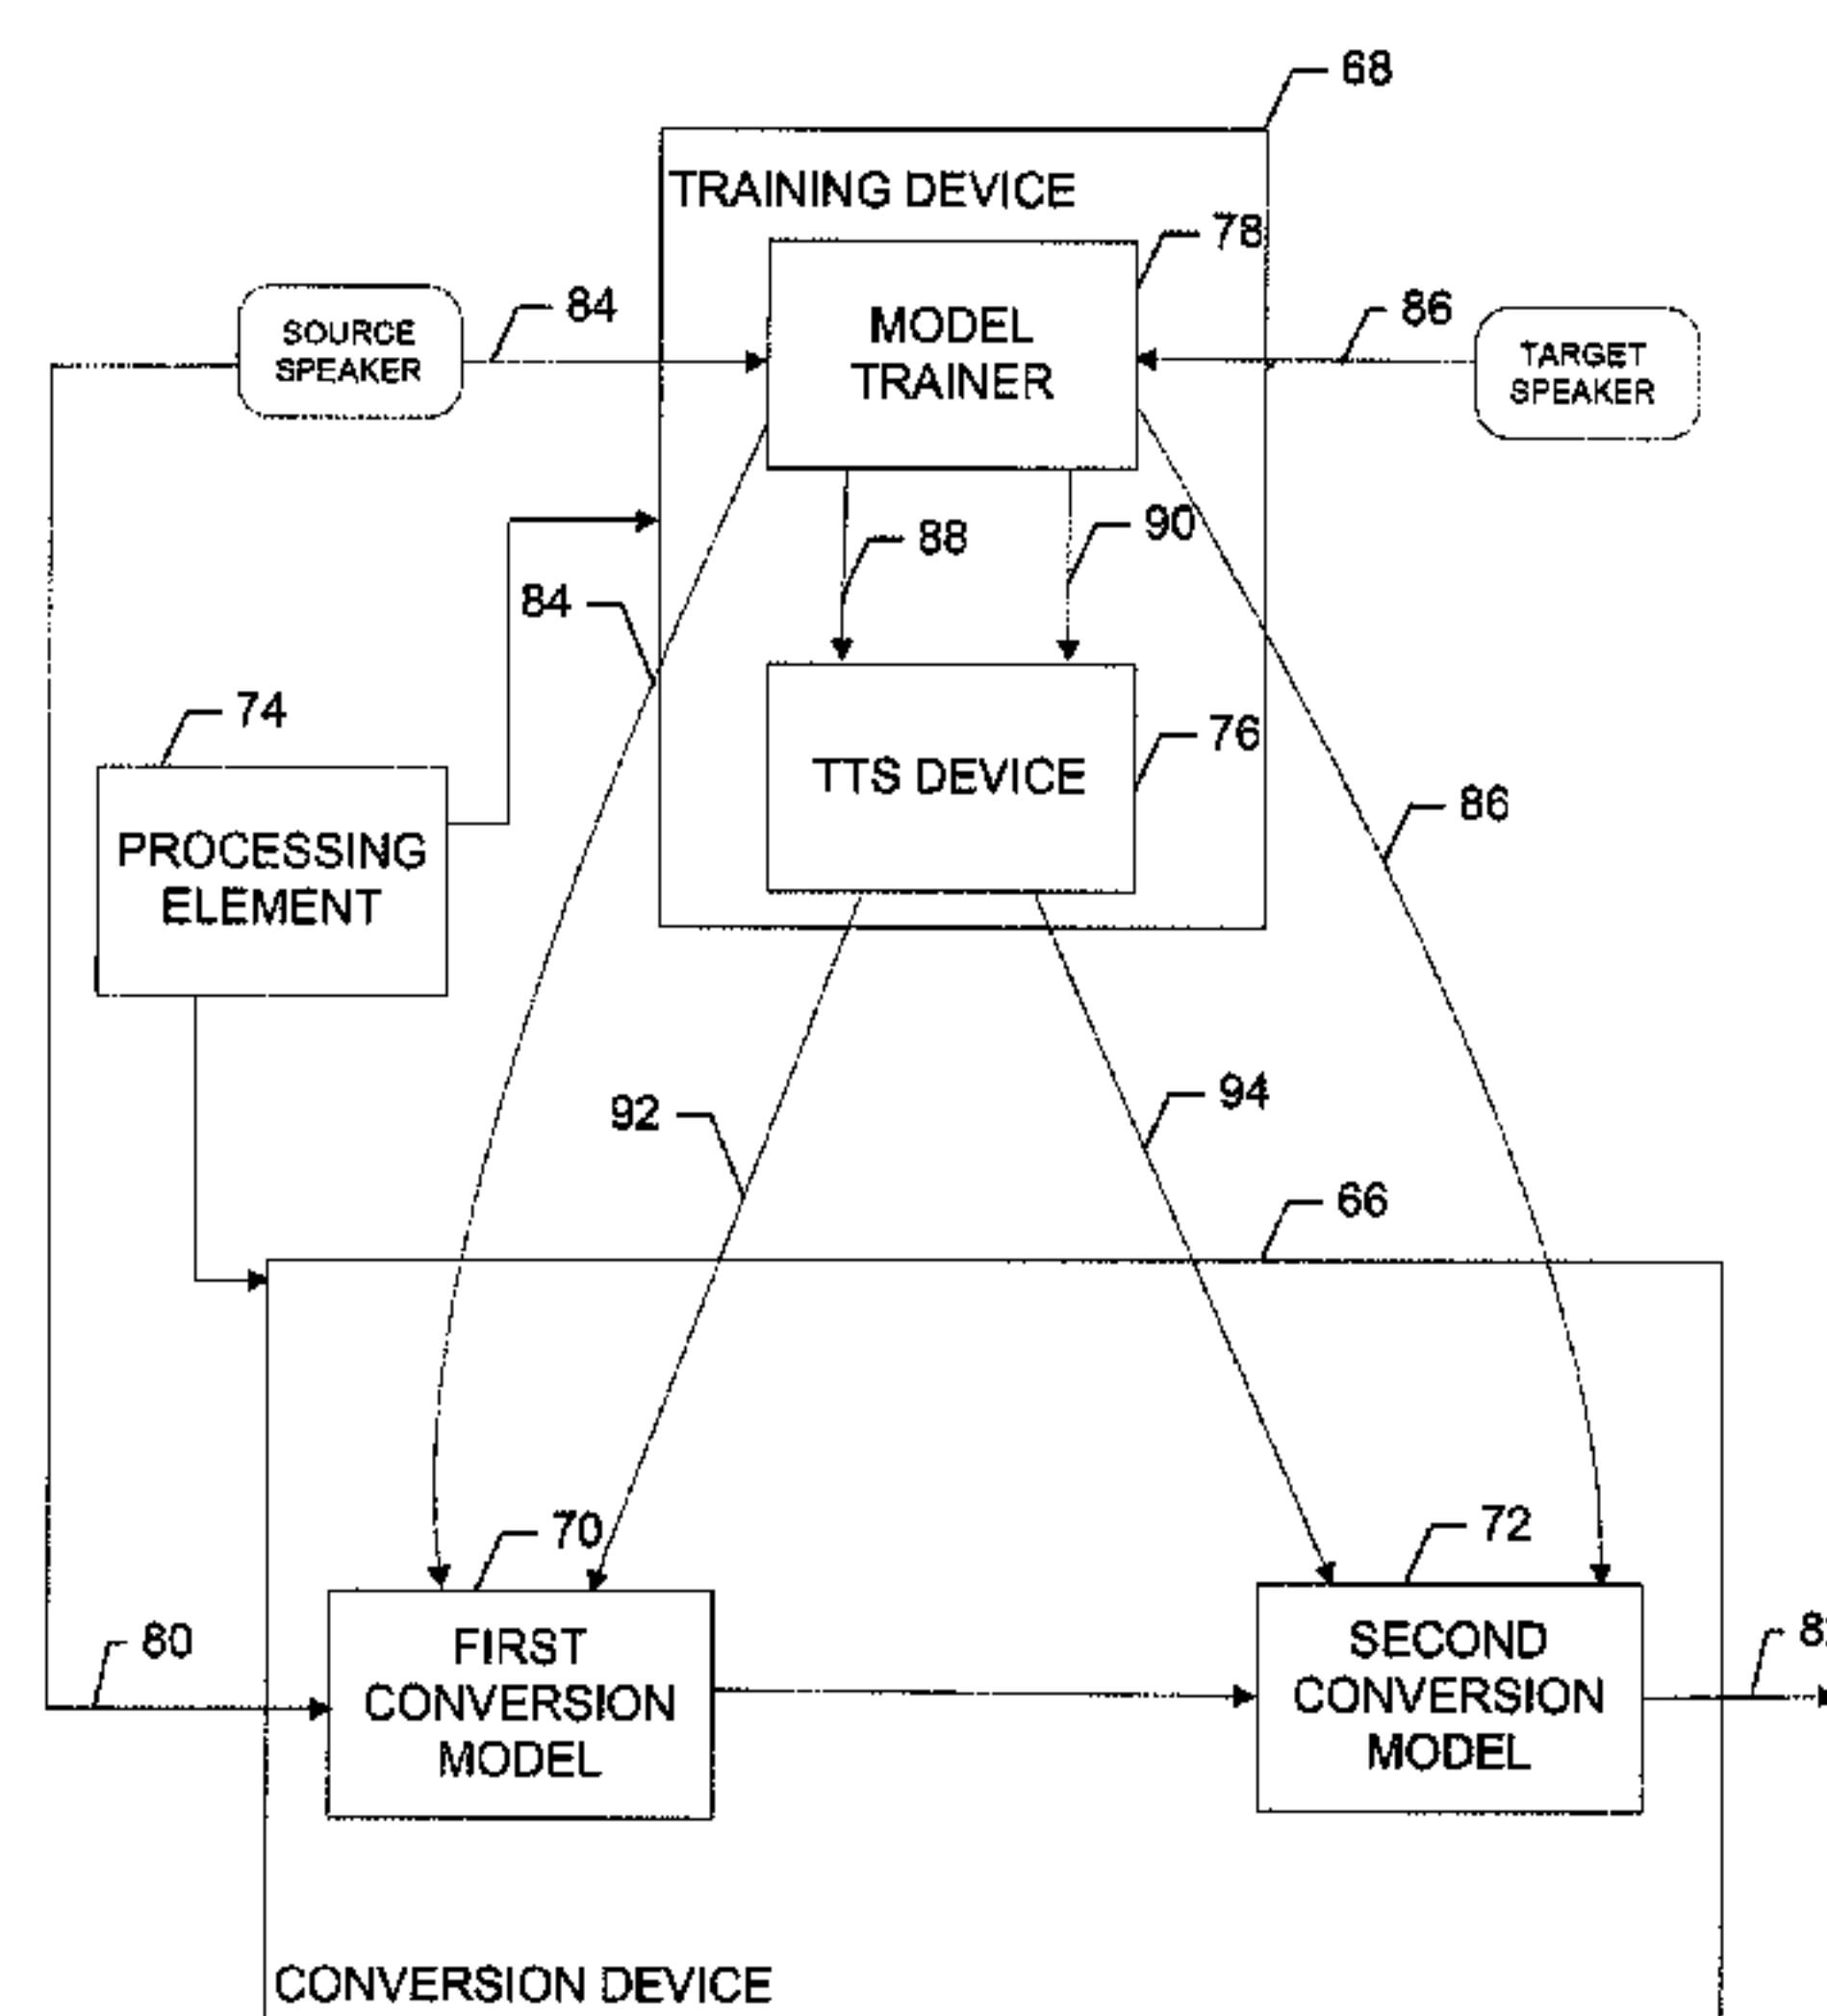 68
TRAINING DEVICE
78
MODEL
TRAINER
84
SOURCE
SPEAKER
86
TARGET
SPEAKER
88
90
84
74
76
TTS DEVICE
86
PROCESSING
ELEMENT
92
94
66
70
72
80
FIRST
CONVERSION
MODEL
SECOND
CONVERSION
MODEL
CONVERSION DEVICE